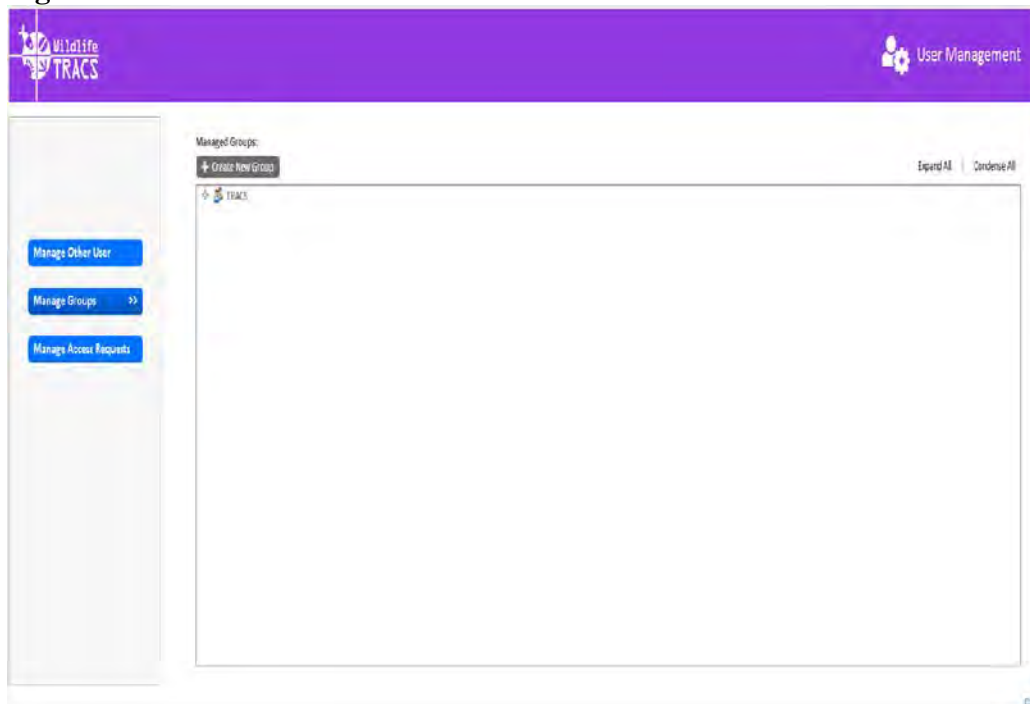 Wildlife
TRACS
User Management
Managed Groups:
+ Create New Group
Expand All | Condense All
TRACS
Manage Other User
Manage Groups >>
Manage Access Requests